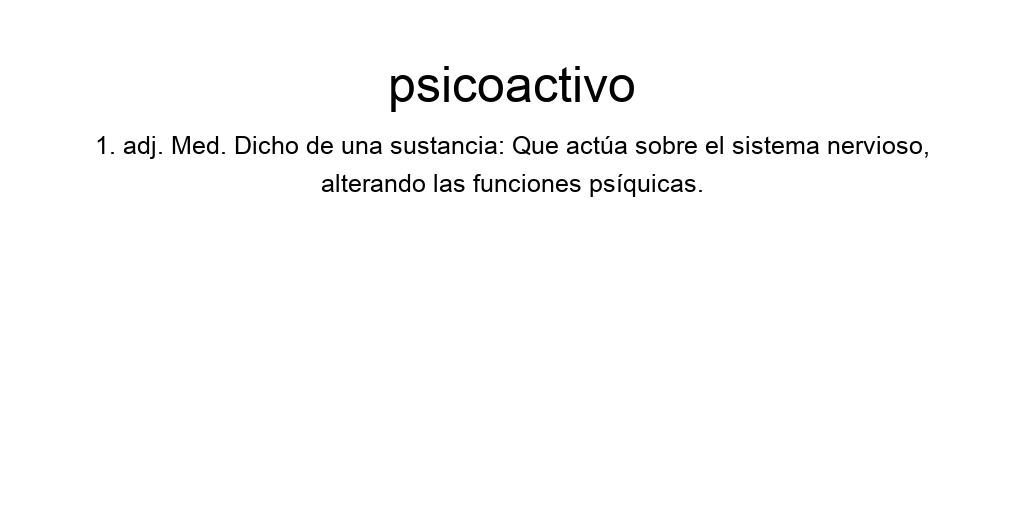 psicoactivo
1. adj. Med. Dicho de una sustancia: Que actúa sobre el sistema nervioso,
alterando las funciones psíquicas.